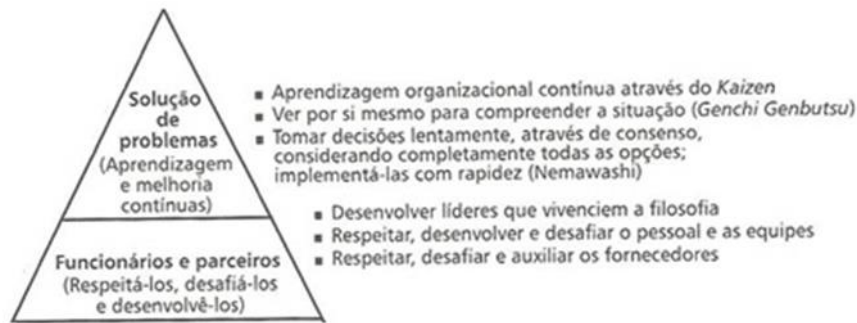 Solução
de
problemas
(Aprendizagem
e melhoria
contínuas)
■ Aprendizagem organizacional contínua através do Kaizen
■ Ver por si mesmo para compreender a situação (Genchi Genbutsu)
■ Tomar decisões lentamente, através de consenso,
considerando completamente todas as opções;
implementá-las com rapidez (Nemawashi)
Funcionários e parceiros
(Respeitá-los, desafiá-los
e desenvolvê-los)
■ Desenvolver líderes que vivenciem a filosofia
■ Respeitar, desenvolver e desafiar o pessoal e as equipes
■ Respeitar, desafiar e auxiliar os fornecedores